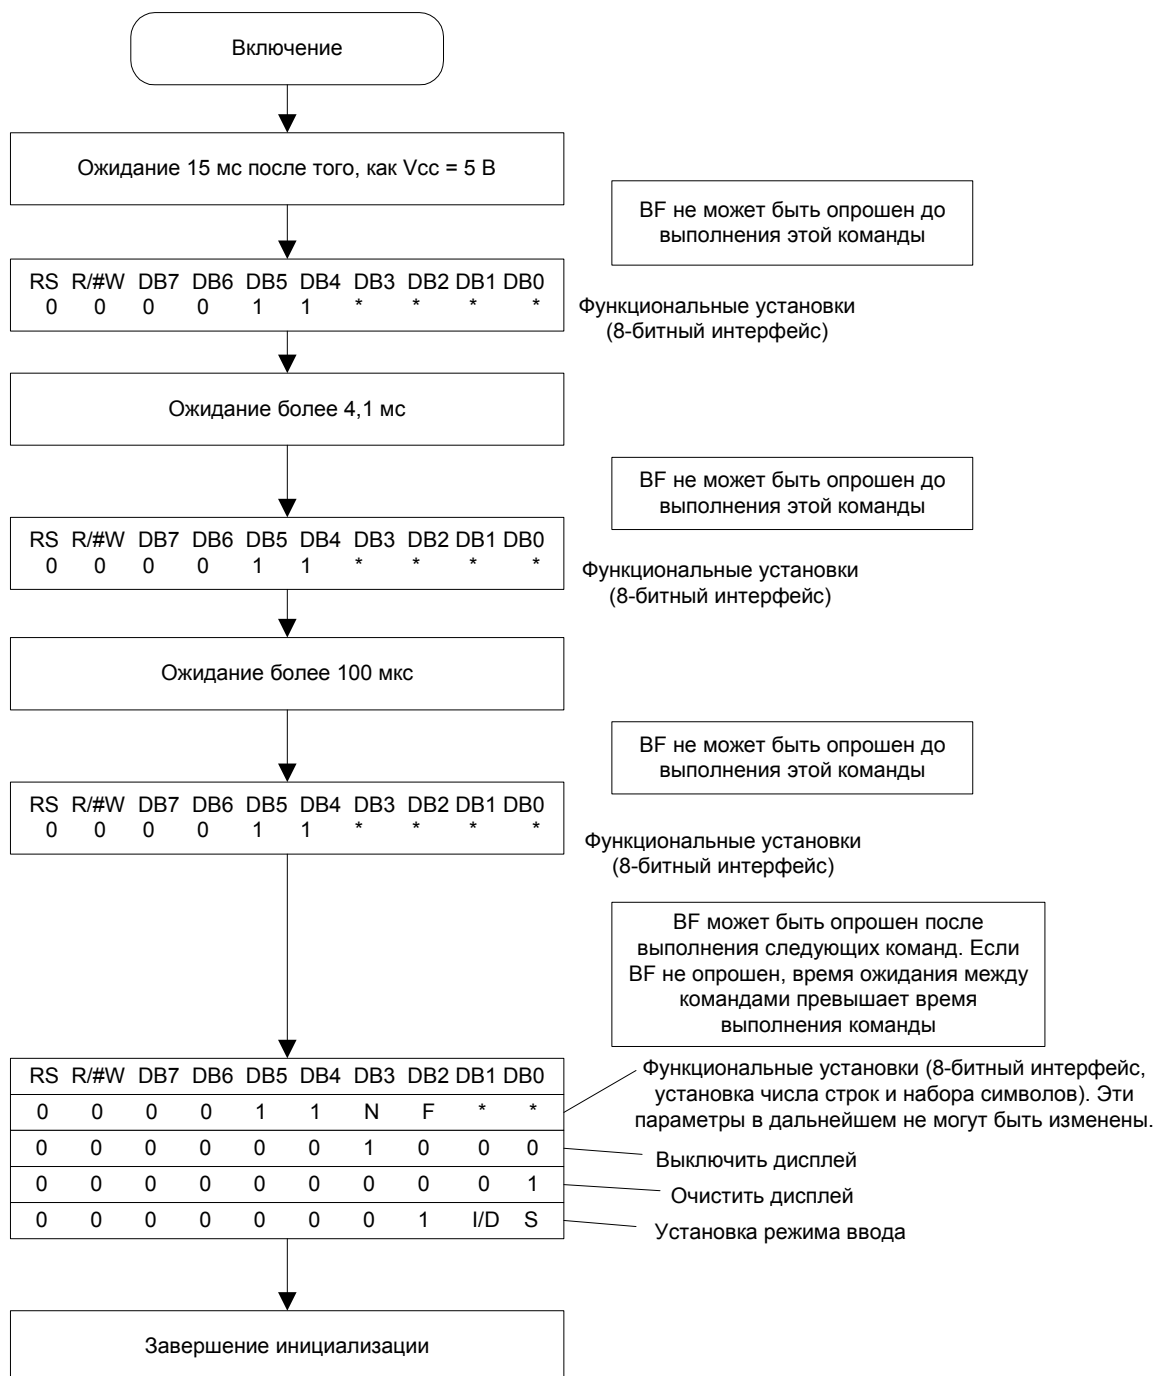 Включение
Ожидание 15 мс после того, как Vcc = 5 В
BF не может быть опрошен до
выполнения этой команды
RS R/#W DB7 DB6 DB5 DB4 DB3 DB2 DB1 DB0
0 0 0 0 1 1 * * * *
Функциональные установки
(8-битный интерфейс)
Ожидание более 4,1 мс
BF не может быть опрошен до
выполнения этой команды
RS R/#W DB7 DB6 DB5 DB4 DB3 DB2 DB1 DB0
0 0 0 0 1 1 * * * *
Функциональные установки
(8-битный интерфейс)
Ожидание более 100 мкс
BF не может быть опрошен до
выполнения этой команды
RS R/#W DB7 DB6 DB5 DB4 DB3 DB2 DB1 DB0
0 0 0 0 1 1 * * * *
Функциональные установки
(8-битный интерфейс)
BF может быть опрошен после
выполнения следующих команд. Если
BF не опрошен, время ожидания между
командами превышает время
выполнения команды
RS R/#W DB7 DB6 DB5 DB4 DB3 DB2 DB1 DB0
0 0 0 0 1 1 N F * *
Функциональные установки (8-битный интерфейс,
установка числа строк и набора символов). Эти
параметры в дальнейшем не могут быть изменены.
0 0 0 0 0 0 1 0 0 0
Выключить дисплей
0 0 0 0 0 0 0 0 0 1
Очистить дисплей
0 0 0 0 0 0 0 1 I/D S
Установка режима ввода
Завершение инициализации